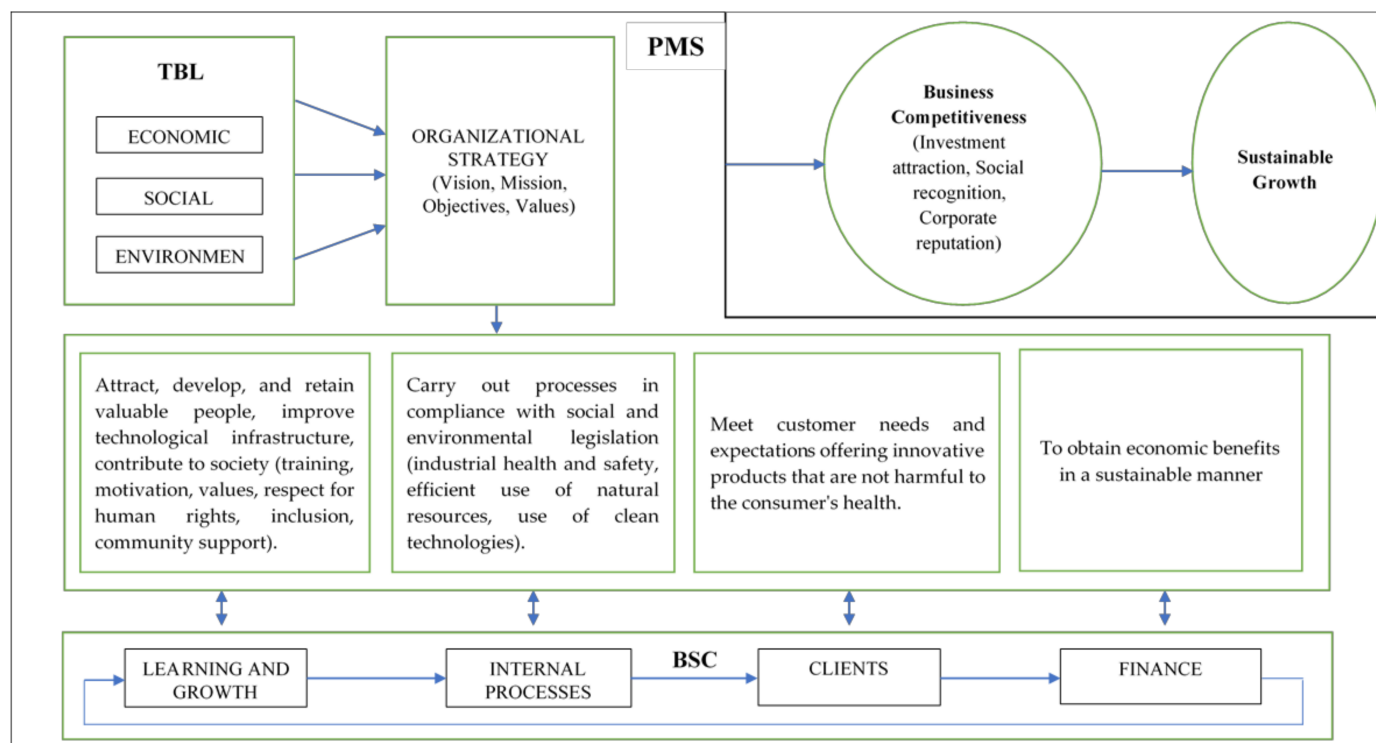 TBL
ECONOMIC
SOCIAL
ENVIRONMEN
ORGANIZATIONAL
STRATEGY
(Vision, Mission,
Objectives, Values)
PMS
Business
Competitiveness
(Investment
attraction, Social
recognition,
Corporate
reputation)
Sustainable
Growth
Attract, develop, and retain
valuable people, improve
technological infrastructure,
contribute to society (training,
motivation, values, respect for
human rights, inclusion,
community support).
Carry out processes in
compliance with social and
environmental legislation
(industrial health and safety,
efficient use of natural
resources, use of clean
technologies).
Meet customer needs and
expectations offering innovative
products that are not harmful to
the consumer's health.
To obtain economic benefits
in a sustainable manner
BSC
LEARNING AND
GROWTH
INTERNAL
PROCESSES
CLIENTS
FINANCE